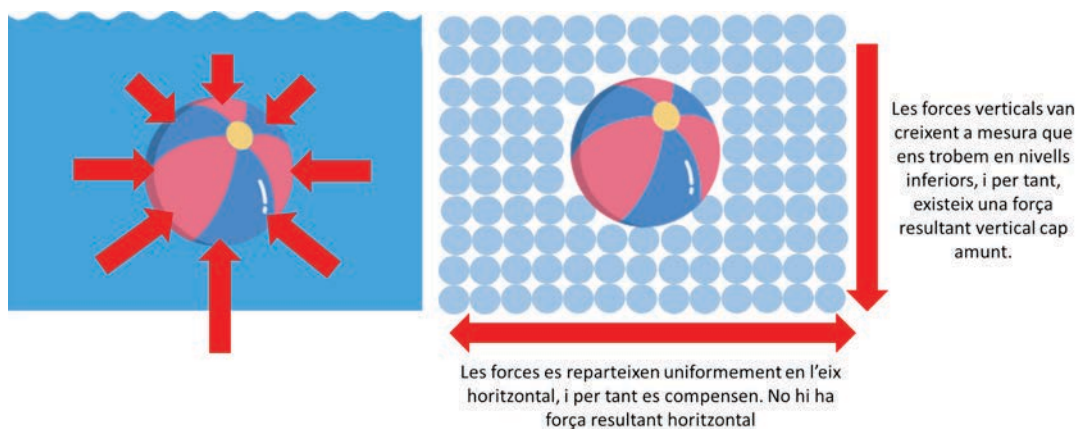 Les forces verticals van
creixent a mesura que
ens trobem en nivells
inferiors, i per tant,
existeix una força
resultant vertical cap
amunt.
Les forces es reparteixen uniformement en l'eix
horitzontal, i per tant es compensen. No hi ha
força resultant horitzontal